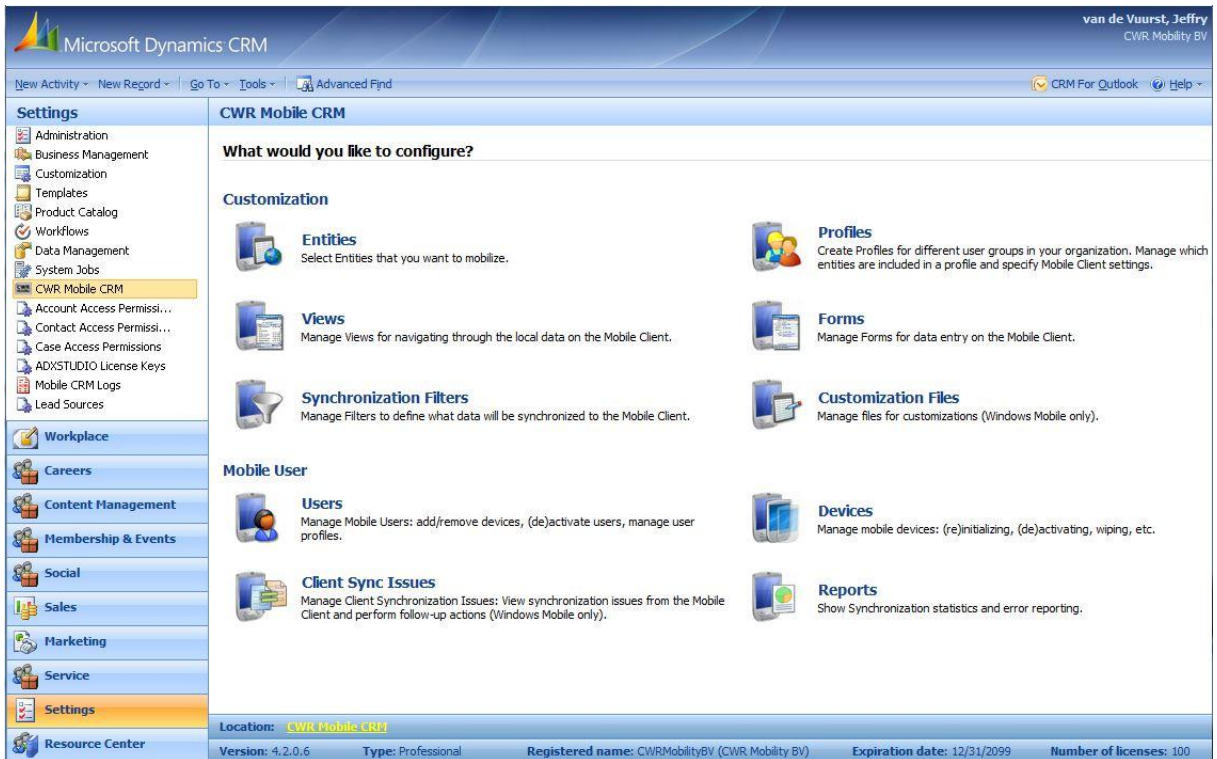 van de Vuurst, Jeffry
Microsoft Dynamics CRM
CWR Mobility BV
New Activity New Record Go To Tools Advanced Find CRM For Outlook Help
Settings
Administration
Business Management
Customization
Templates
Product Catalog
Workflows
Data Management
System Jobs
CWR Mobile CRM
Account Access Permissi...
Contact Access Permissi...
Case Access Permissions
ADXSTUDIO License Keys
Mobile CRM Logs
Lead Sources
Workplace
Careers
Content Management
Membership & Events
Social
Sales
Marketing
Service
Settings
Resource Center
CWR Mobile CRM
What would you like to configure?
Customization
Entities
Select Entities that you want to mobilize.
Profiles
Create Profiles for different user groups in your organization. Manage which
entities are included in a profile and specify Mobile Client settings.
Views
Manage Views for navigating through the local data on the Mobile Client.
Forms
Manage Forms for data entry on the Mobile Client.
Synchronization Filters
Manage Filters to define what data will be synchronized to the Mobile Client.
Customization Files
Manage files for customizations (Windows Mobile only).
Mobile User
Users
Manage Mobile Users: add/remove devices, (de)activate users, manage user
profiles.
Devices
Manage mobile devices: (re)initializing, (de)activating, wiping, etc.
Client Sync Issues
Manage Client Synchronization Issues: View synchronization issues from the Mobile
Client and perform follow-up actions (Windows Mobile only).
Reports
Show Synchronization statistics and error reporting.
Location: CWR Mobile CRM
Version: 4.2.0.6 Type: Professional Registered name: CWRMobilityBV (CWR Mobility BV) Expiration date: 12/31/2099 Number of licenses: 100